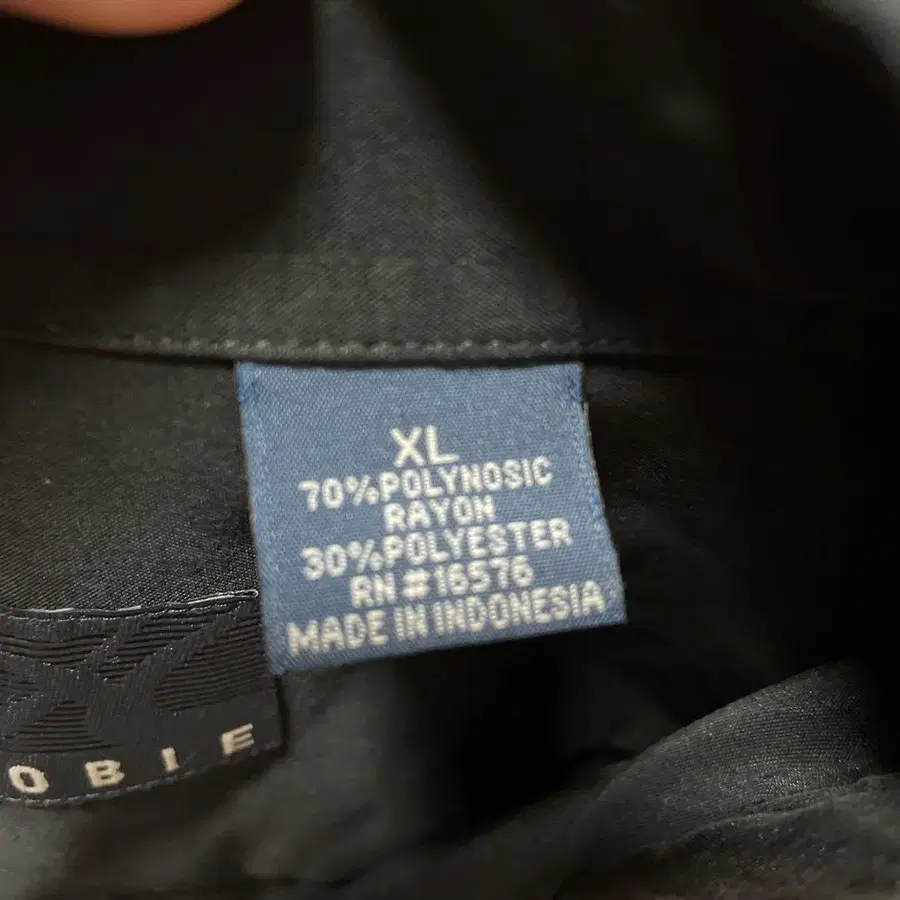 XL
70%POLYNOSIC
RAYON
30%POLYESTER
RN #16576
MADE IN INDONESIA
OBIE